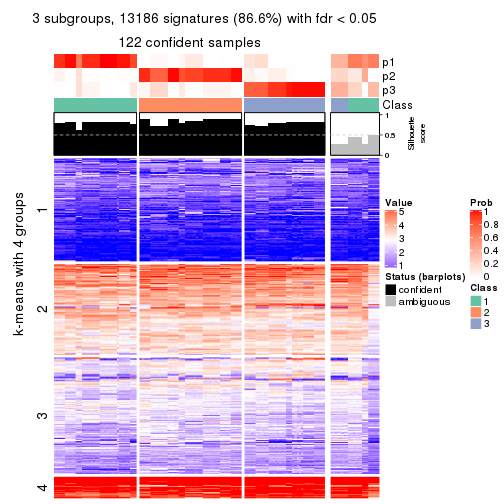 3 subgroups, 13186 signatures (86.6%) with fdr < 0.05
122 confident samples
p1
p2
p3
Class
1
0.5
0
Silhouette
score
k-means with 4 groups
1
2
3
4
Value
5
4
3
2
1
Status (barplots)
confident
ambiguous
Prob
1
0.8
0.6
0.4
0.2
0
Class
1
2
3